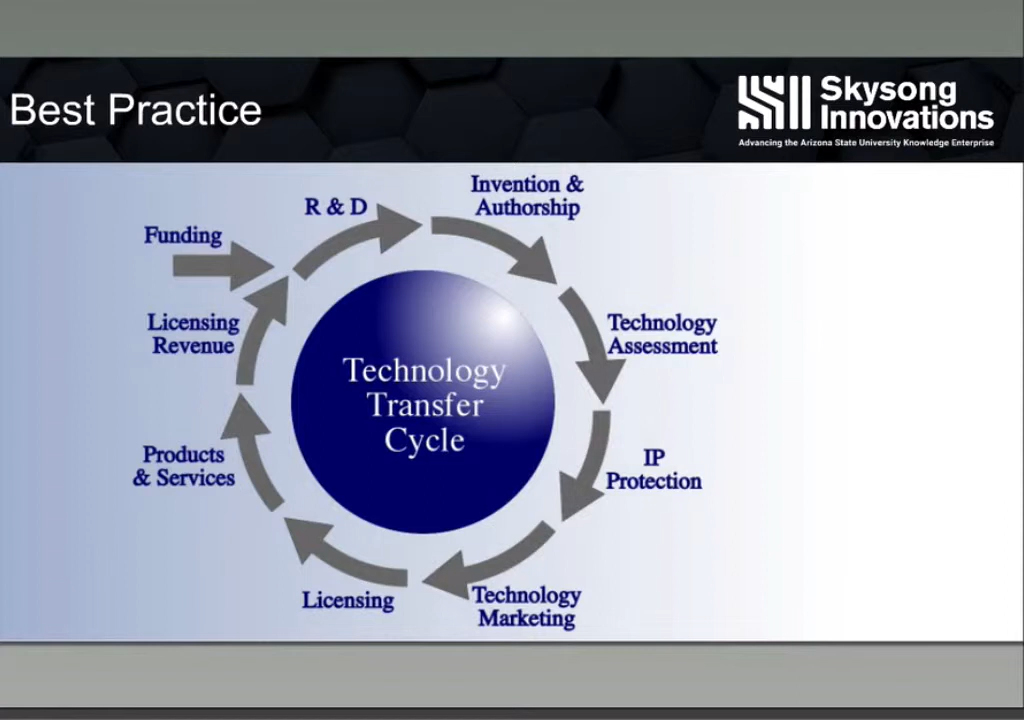 Best Practice
Skysong
Innovations
Advancing the Arizona State University Knowledge Enterprise
Invention &
Authorship
R & D
Funding
Licensing
Revenue
Technology
Assessment
Technology
Transfer
Cycle
Products
& Services
IP
Protection
Licensing
Technology
Marketing